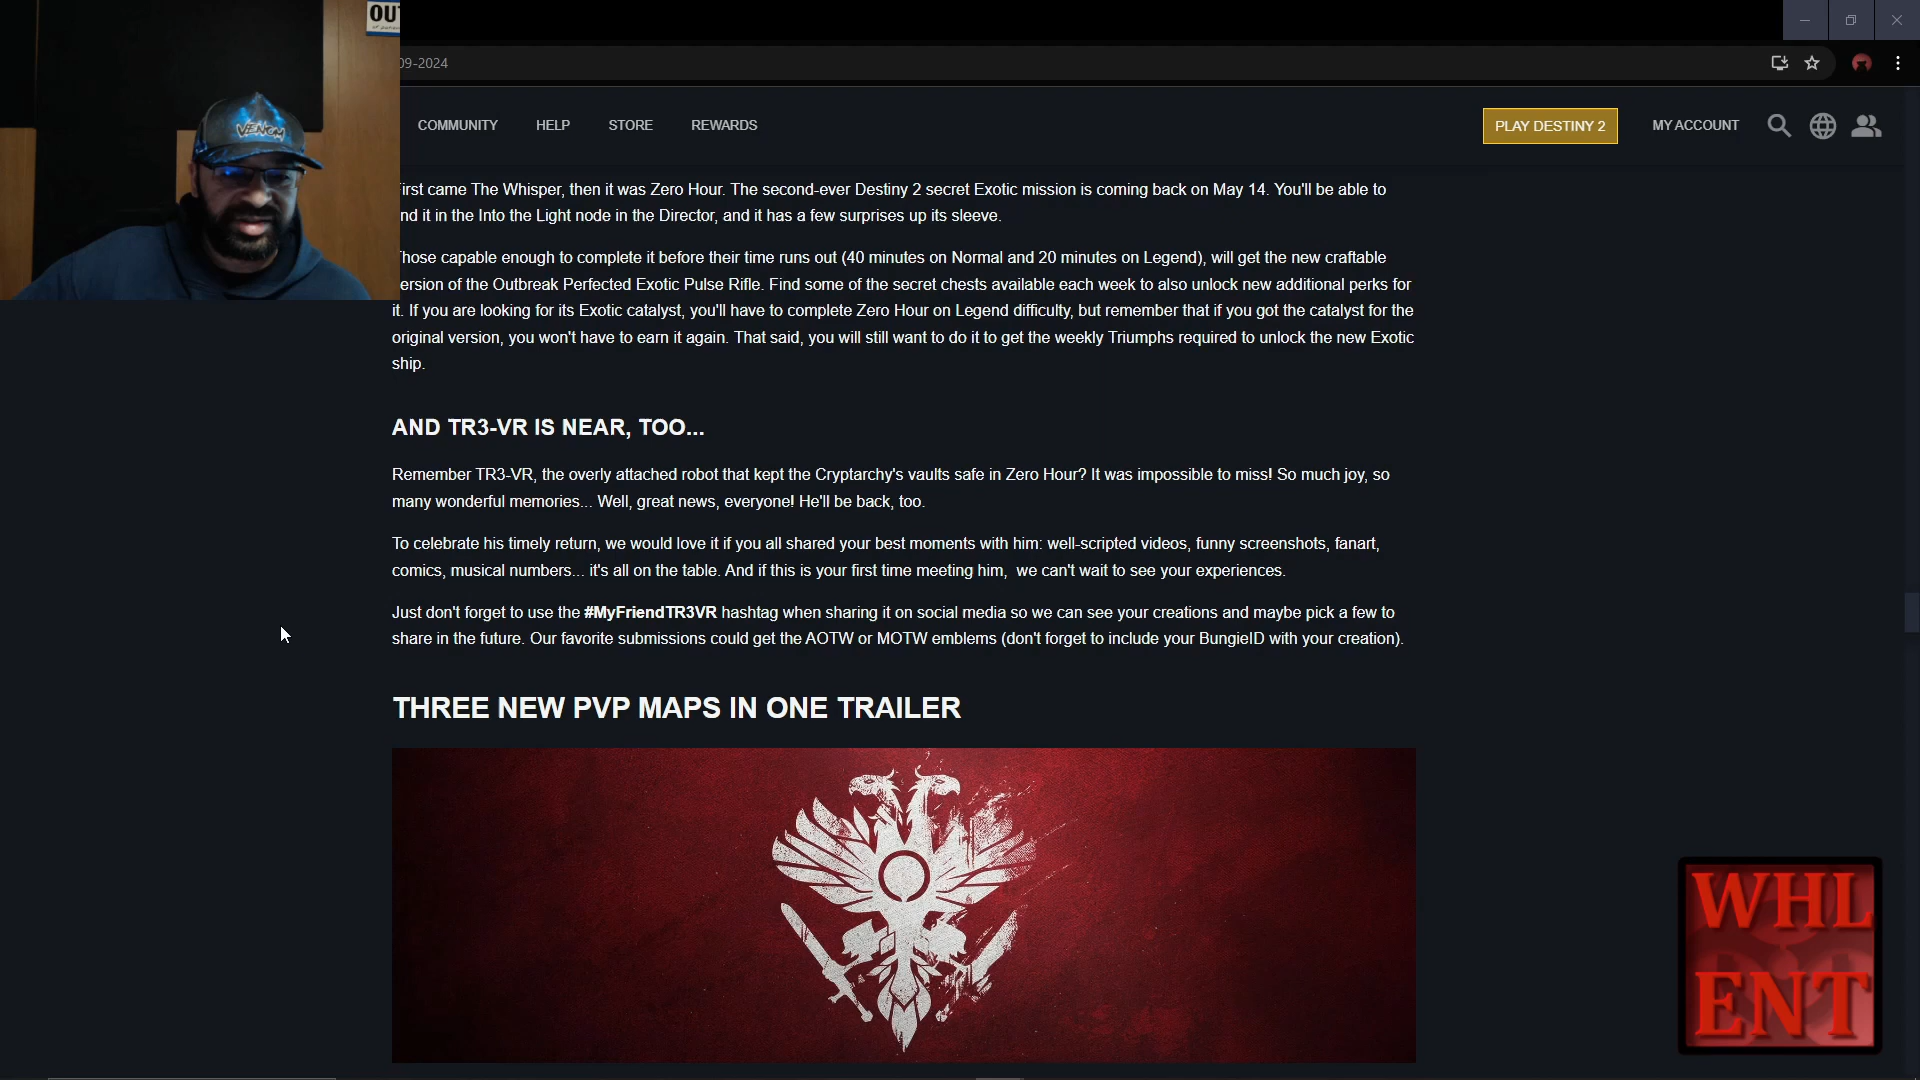 OUT
VENOM
09-2024
COMMUNITY HELP STORE REWARDS
PLAY DESTINY 2 MY ACCOUNT
First came The Whisper, then it was Zero Hour. The second-ever Destiny 2 secret Exotic mission is coming back on May 14. You'll be able to
nd it in the Into the Light node in the Director, and it has a few surprises up its sleeve.
Those capable enough to complete it before their time runs out (40 minutes on Normal and 20 minutes on Legend), will get the new craftable
version of the Outbreak Perfected Exotic Pulse Rifle. Find some of the secret chests available each week to also unlock new additional perks for
it. If you are looking for its Exotic catalyst, you'll have to complete Zero Hour on Legend difficulty, but remember that if you got the catalyst for the
original version, you won't have to earn it again. That said, you will still want to do it to get the weekly Triumphs required to unlock the new Exotic
ship.
AND TR3-VR IS NEAR, TOO...
Remember TR3-VR, the overly attached robot that kept the Cryptarchy's vaults safe in Zero Hour? It was impossible to miss! So much joy, so
many wonderful memories... Well, great news, everyone! He'll be back, too.
To celebrate his timely return, we would love it if you all shared your best moments with him: well-scripted videos, funny screenshots, fanart,
comics, musical numbers... it's all on the table. And if this is your first time meeting him, we can't wait to see your experiences.
Just don't forget to use the #MyFriendTR3VR hashtag when sharing it on social media so we can see your creations and maybe pick a few to
share in the future. Our favorite submissions could get the AOTW or MOTW emblems (don't forget to include your BungieID with your creation).
THREE NEW PVP MAPS IN ONE TRAILER
WHL
ENT